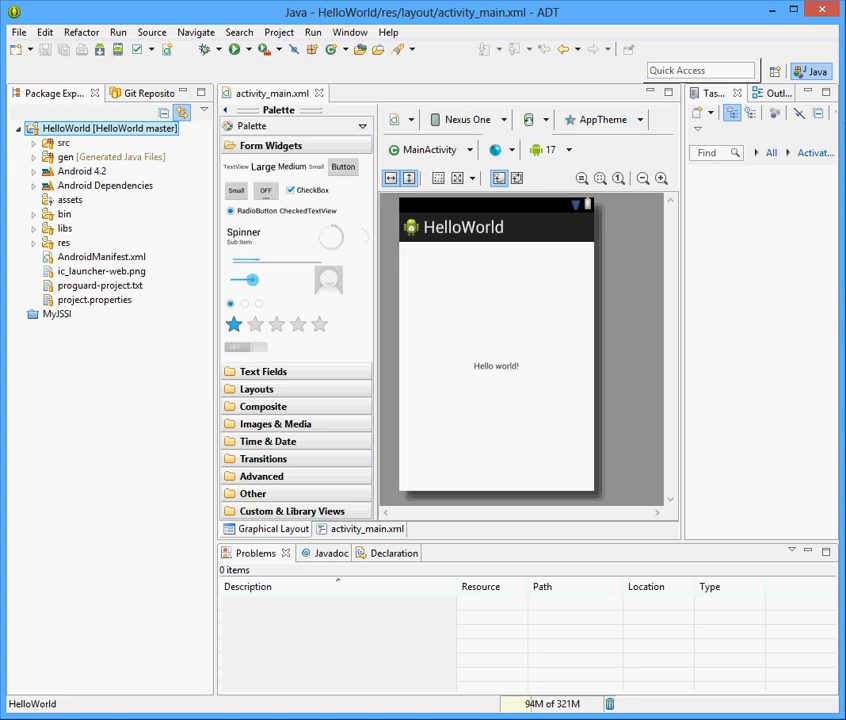 Java - HelloWorld/res/layout/activity_main.xml - ADT
File Edit Refactor Run Source Navigate Search Project Run Window Help
Quick Access
Java
Package Exp...
Git Reposito
activity_main.xml
Tas...
Outl...
HelloWorld [HelloWorld master]
src
gen [Generated Java Files]
Android 4.2
Android Dependencies
assets
bin
libs
res
AndroidManifest.xml
ic_launcher-web.png
proguard-project.txt
project.properties
MyJSSI
Palette
Palette
Form Widgets
TextView Large Medium Small Button
Small OFF CheckBox
RadioButton CheckedTextView
Spinner
Sub Item
OFF
Text Fields
Layouts
Composite
Images & Media
Time & Date
Transitions
Advanced
Other
Custom & Library Views
Graphical Layout
activity_main.xml
Nexus One
AppTheme
MainActivity
17
HelloWorld
Hello world!
Find
All
Activat...
Problems
Javadoc
Declaration
0 items
Description Resource Path Location Type
HelloWorld
94M of 321M